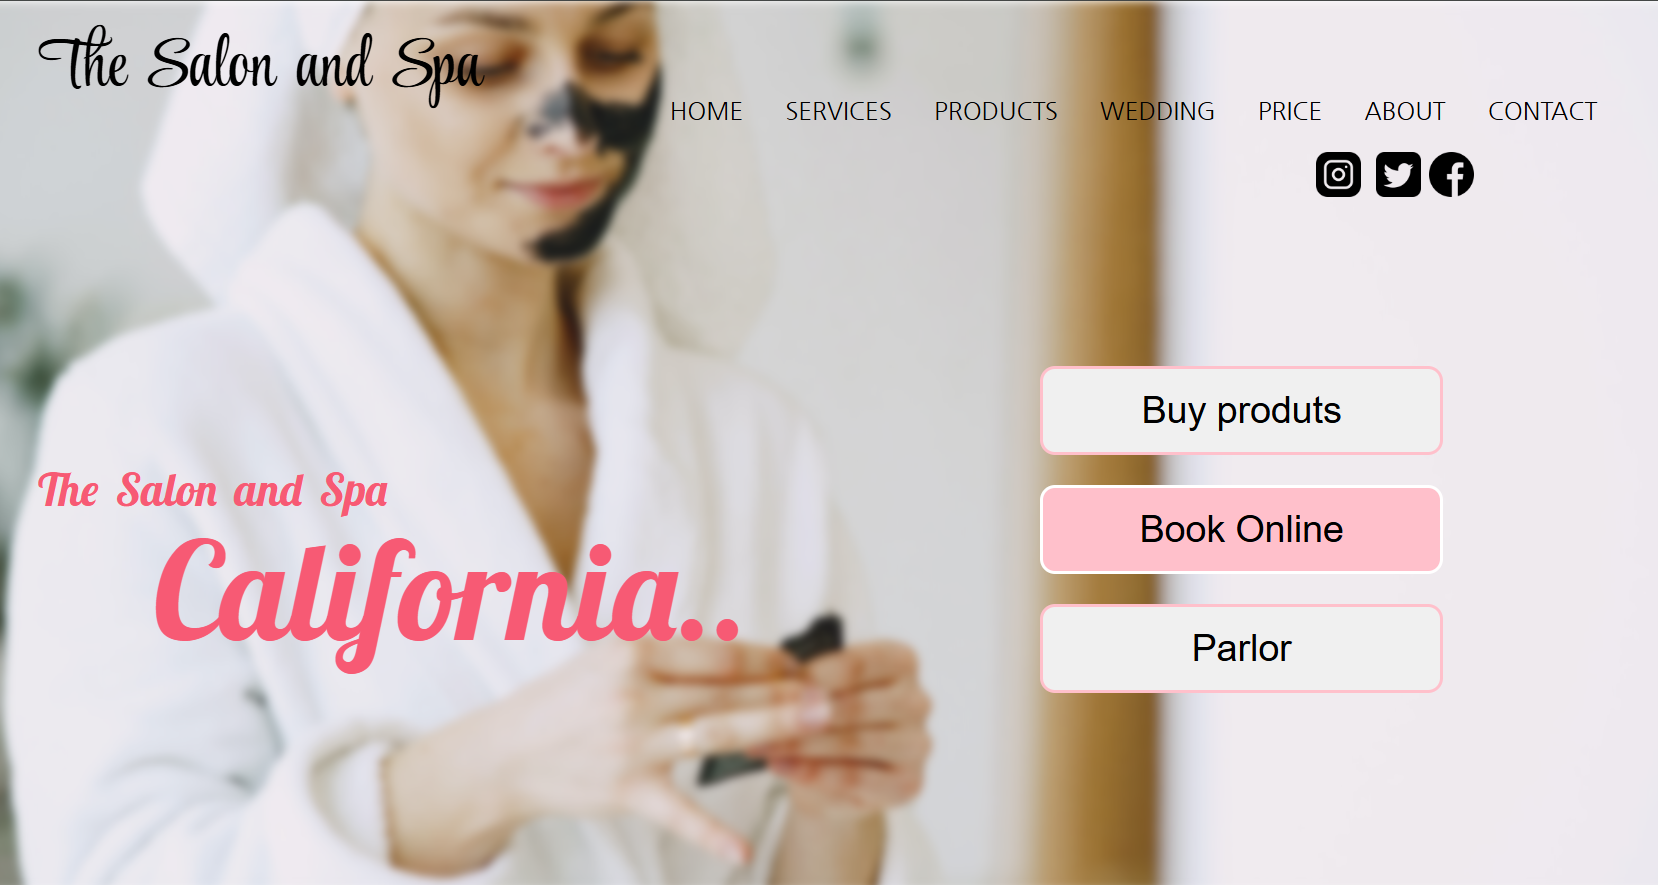 The Salon and Spa
HOME SERVICES PRODUCTS WEDDING PRICE ABOUT CONTACT
Buy produts
The Salon and Spa
Book Online
California..
Parlor